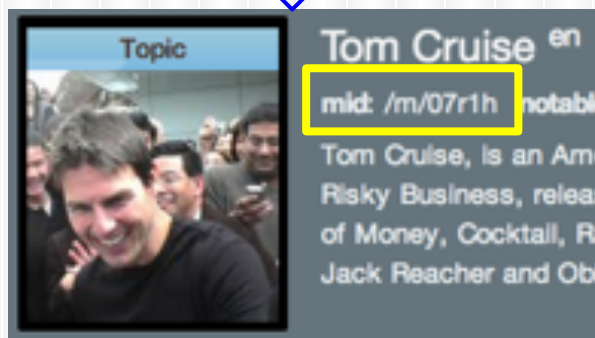 Topic
Tom Cruise en
mid: /m/07r1h notabl
Tom Cruise, is an Am
Risky Business, relea
of Money, Cocktail, R
Jack Reacher and Ob